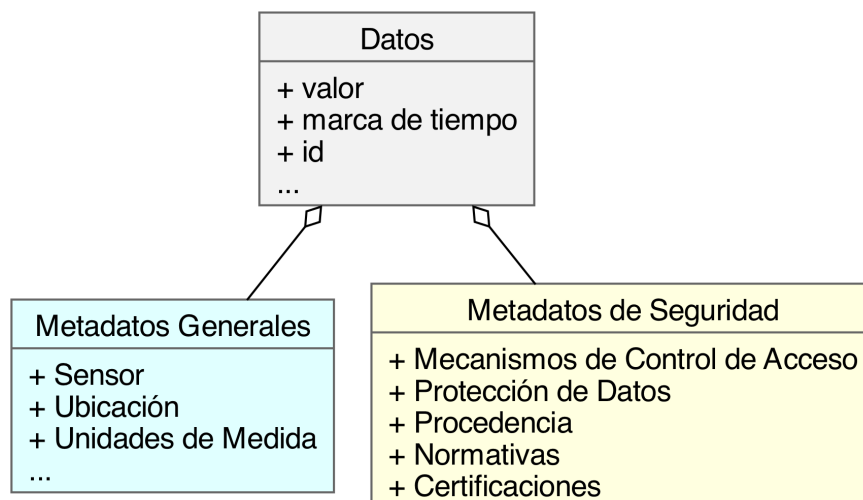 Datos
+ valor
+ marca de tiempo
+ id
...
Metadatos Generales
+ Sensor
+ Ubicación
+ Unidades de Medida
...
Metadatos de Seguridad
+ Mecanismos de Control de Acceso
+ Protección de Datos
+ Procedencia
+ Normativas
+ Certificaciones